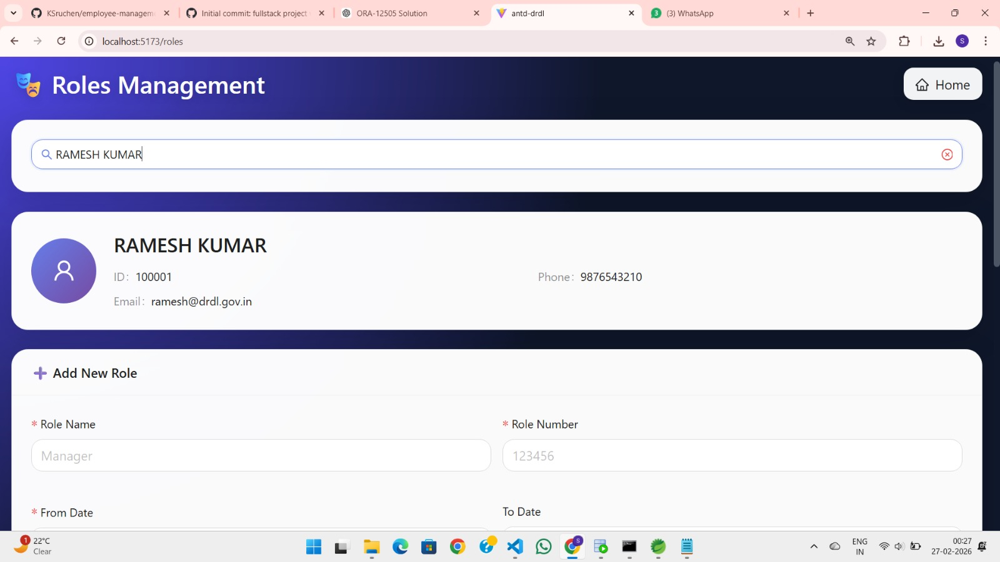 KSruchen/employee-managem
Initial commit: fullstack project
ORA-12505 Solution
antd-drdl
3
(3) WhatsApp
localhost:5173/roles
S
Roles Management
Home
RAMESH KUMAR
RAMESH KUMAR
ID: 100001
Phone: 9876543210
Email: ramesh@drdl.gov.in
Add New Role
* Role Name
* Role Number
Manager
123456
* From Date
To Date
1
22°C
Clear
S
ENG
IN
00:27
27-02-2026